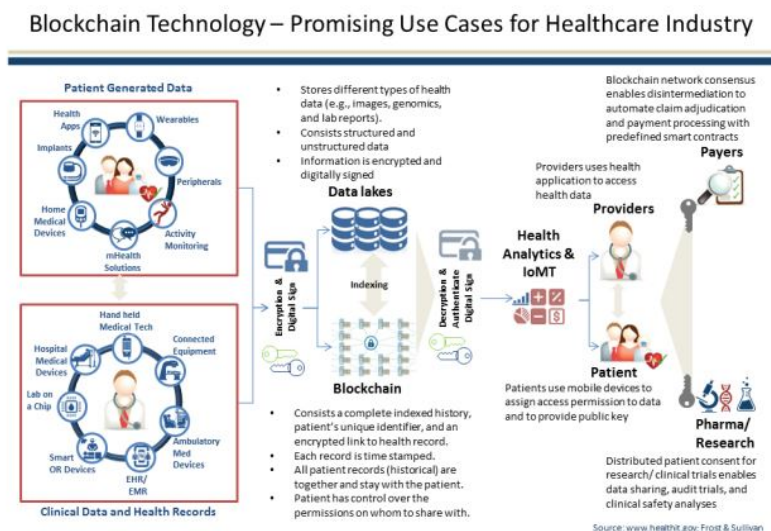 Blockchain Technology – Promising Use Cases for Healthcare Industry
Patient Generated Data
Health
Apps
Wearables
Implants
Peripherals
Home
Medical
Devices
Activity
Monitoring
mHealth
Solutions
Hand held
Medical Tech
Hospital
Medical
Devices
Connected
Equipment
Lab on
a Chip
Smart
OR Devices
Ambulatory
Med
Devices
EHR/
EMR
Clinical Data and Health Records
Encryption &
Digital Sign
• Stores different types of health
data (e.g., images, genomics,
and lab reports).
• Consists structured and
unstructured data
• Information is encrypted and
digitally signed
Data lakes
Indexing
Blockchain
• Consists a complete indexed history,
patient's unique identifier, and an
encrypted link to health record.
• Each record is time stamped.
• All patient records (historical) are
together and stay with the patient.
• Patient has control over the
permissions on whom to share with.
Decryption &
Authenticate
Digital Sign
Health
Analytics &
IoMT
Providers uses health
application to access
health data
Providers
Patient
Patients use mobile devices to
assign access permission to data
and to provide public key
Blockchain network consensus
enables disintermediation to
automate claim adjudication
and payment processing with
predefined smart contracts
Payers
Pharma/
Research
Distributed patient consent for
research/ clinical trials enables
data sharing, audit trials, and
clinical safety analyses
Source: www.healthit.gov; Frost & Sullivan